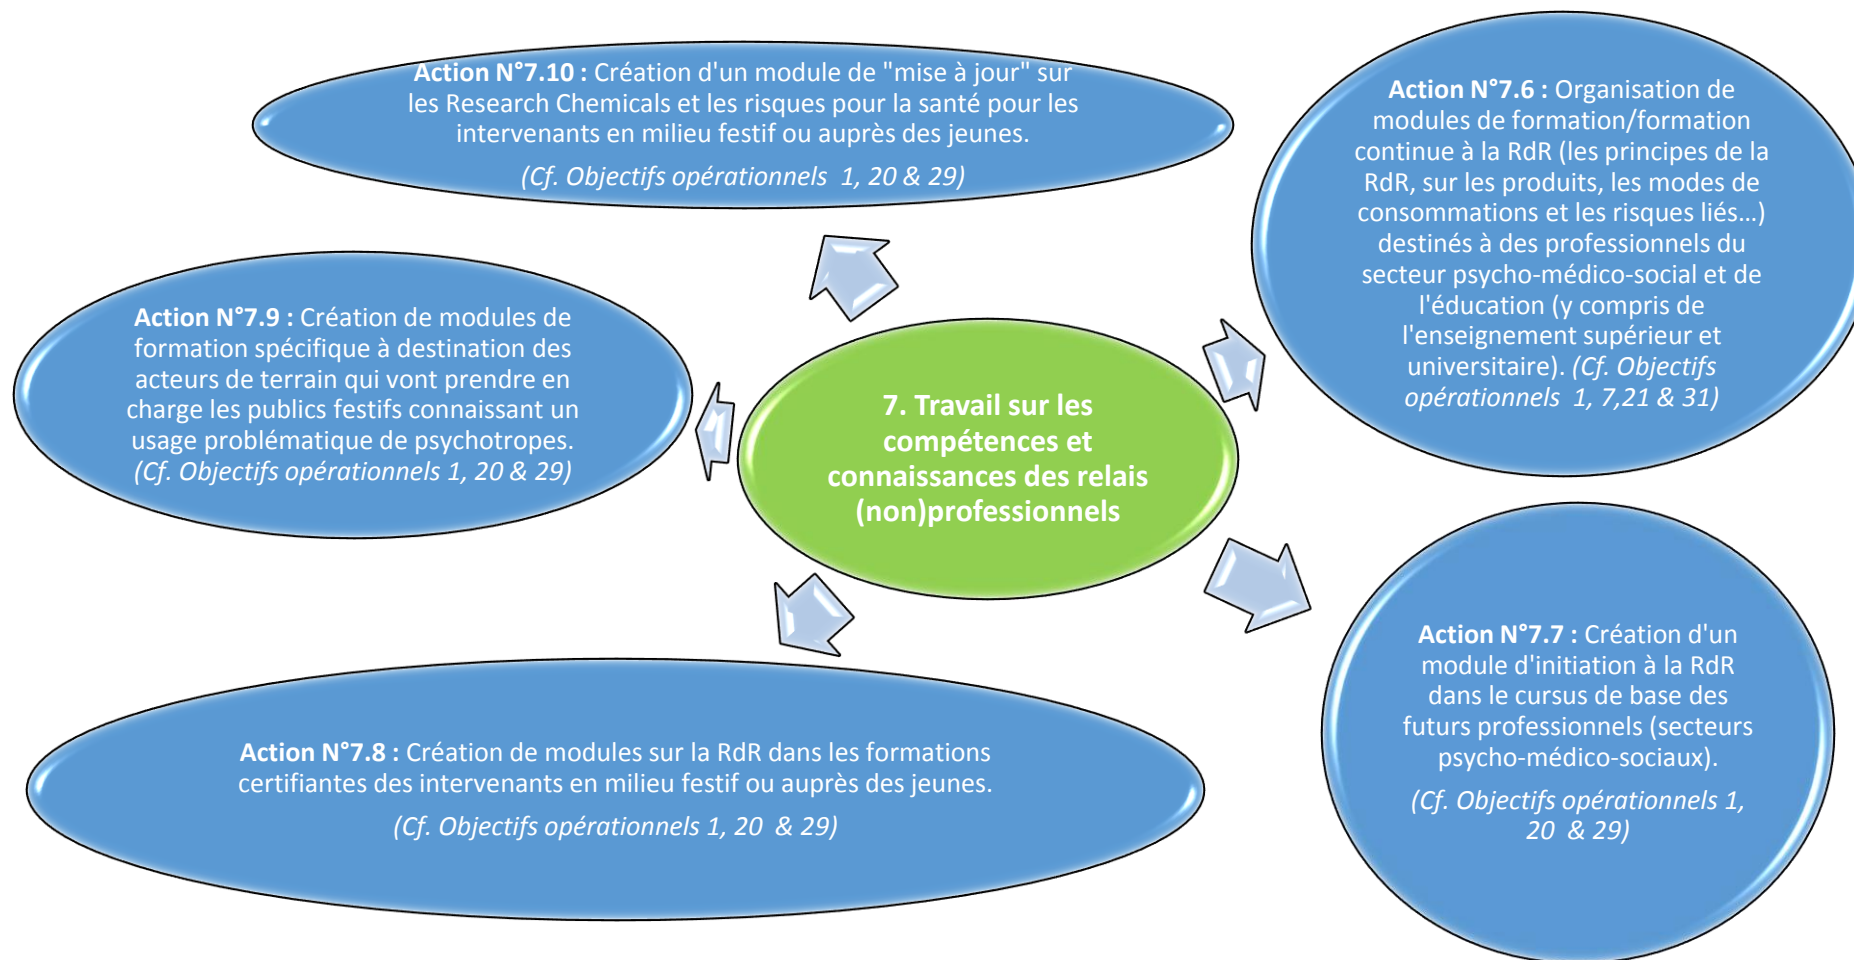 Action N°7.10 : Création d'un module de "mise à jour" sur
les Research Chemicals et les risques pour la santé pour les
intervenants en milieu festif ou auprès des jeunes.
(Cf. Objectifs opérationnels  1, 20 & 29)
Action N°7.6 : Organisation de
modules de formation/formation
continue à la RdR (les principes de la
RdR, sur les produits, les modes de
consommations et les risques liés…)
destinés à des professionnels du
secteur psycho-médico-social et de
l'éducation (y compris de
l'enseignement supérieur et
universitaire). (Cf. Objectifs
opérationnels  1, 7,21 & 31)
Action N°7.9 : Création de modules de
formation spécifique à destination des
acteurs de terrain qui vont prendre en
charge les publics festifs connaissant un
usage problématique de psychotropes.
(Cf. Objectifs opérationnels 1, 20 & 29)
7. Travail sur les
compétences et
connaissances des relais
(non)professionnels
Action N°7.7 : Création d'un
module d'initiation à la RdR
dans le cursus de base des
futurs professionnels (secteurs
psycho-médico-sociaux).
(Cf. Objectifs opérationnels 1,
20  & 29)
Action N°7.8 : Création de modules sur la RdR dans les formations
certifiantes des intervenants en milieu festif ou auprès des jeunes.
(Cf. Objectifs opérationnels 1, 20  & 29)